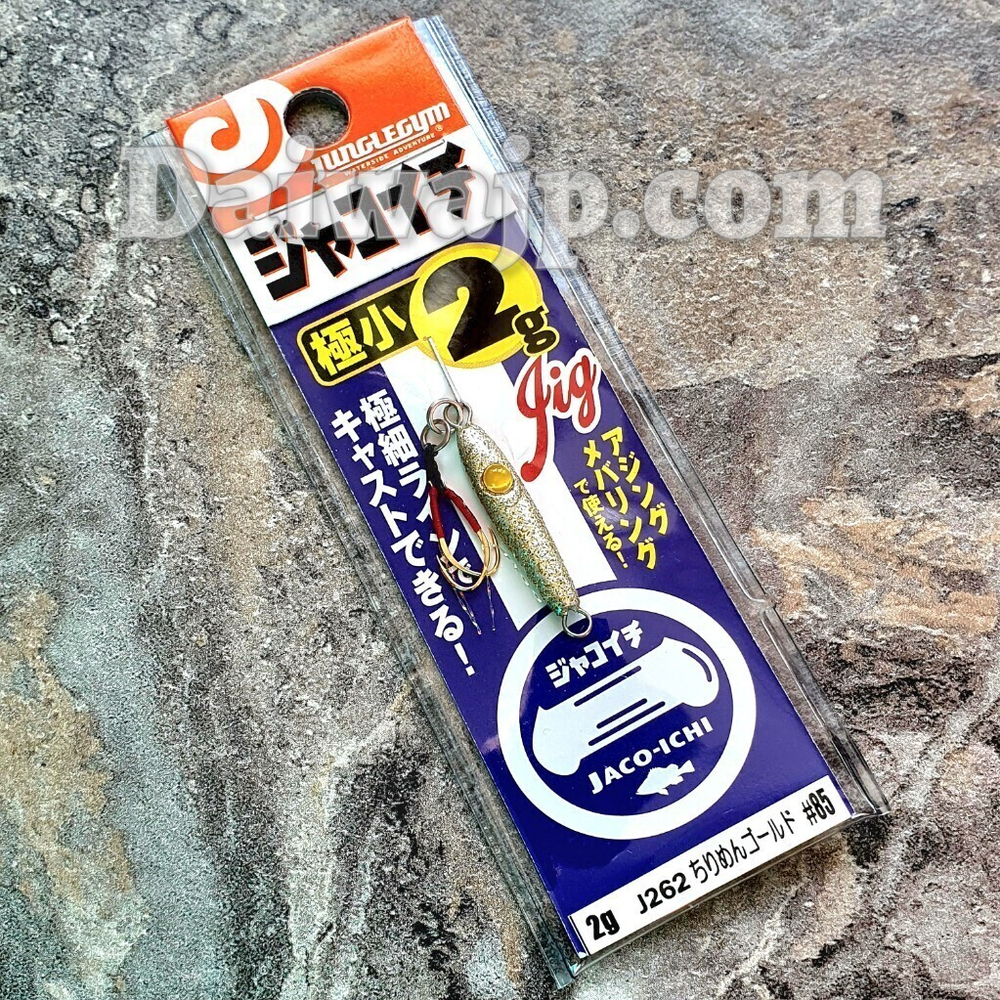 JUNGLEGYM
WATERSIDE ADVENTURE ®
Daiwajp.com
ジャコイチ
極小 2g
Jig
極細ラインで
キャストできる!
アジング
メバリング
で使える!
ジャコイチ
JACO-ICHI
2g J262 ちりめんゴールド #85